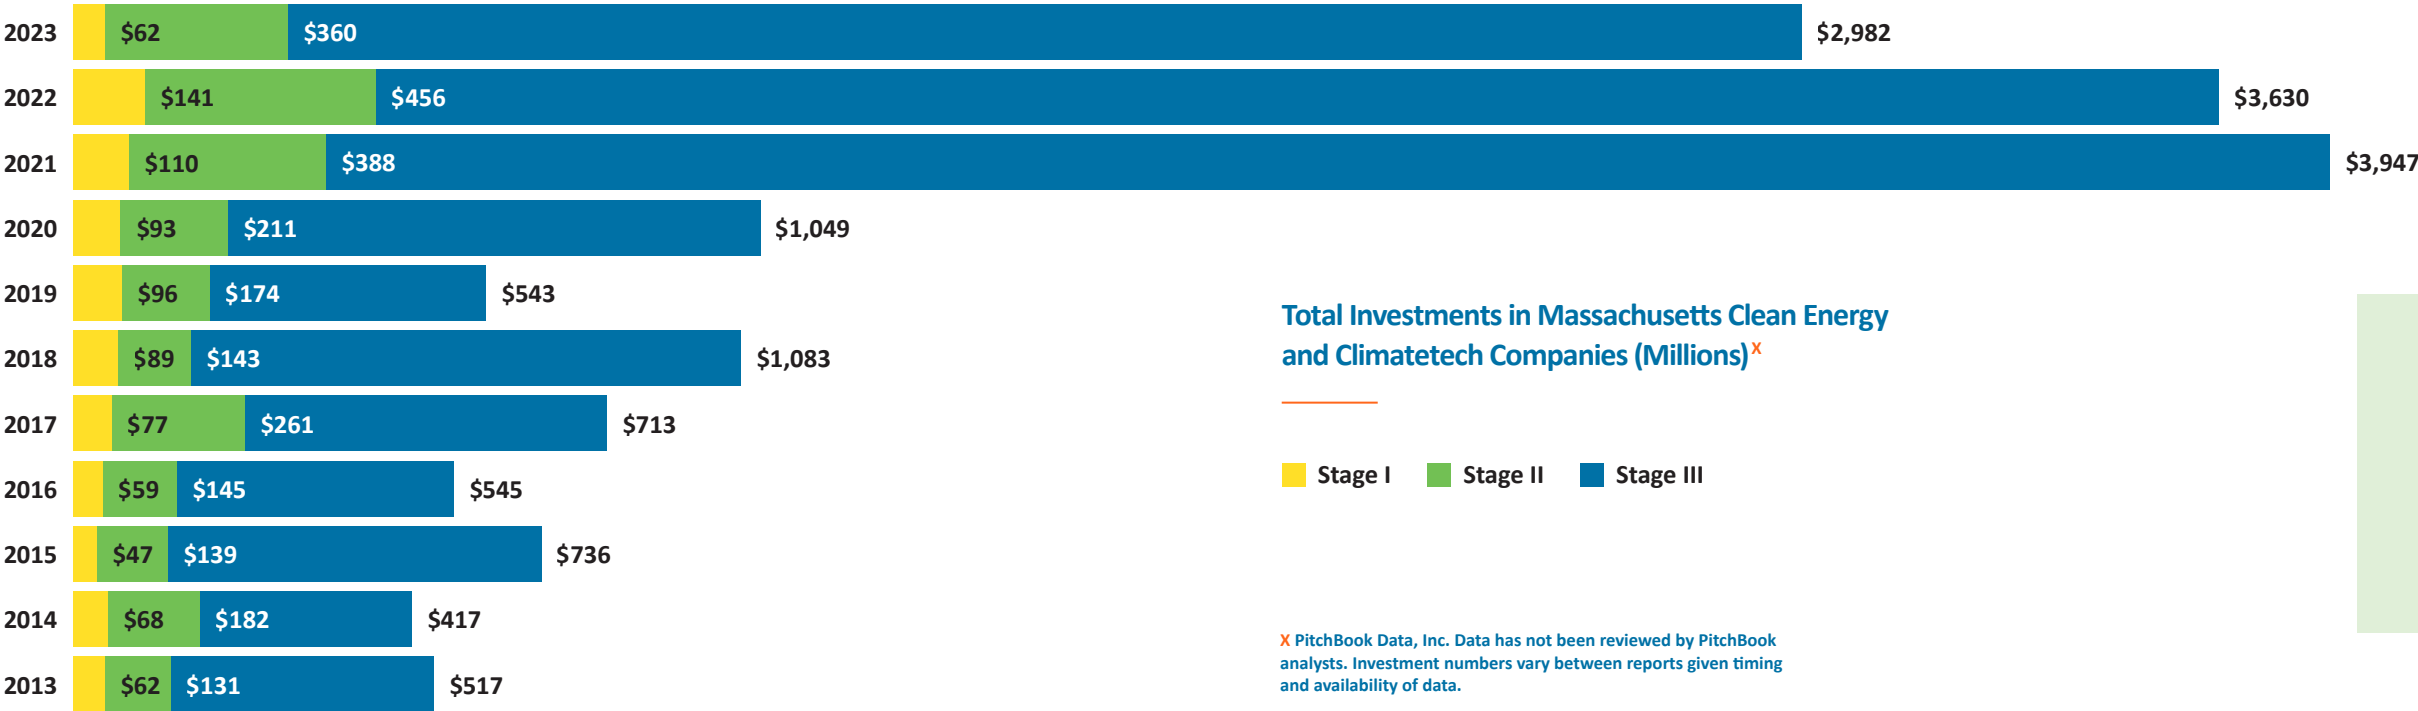 2023 $62 $360 $2,982
2022 $141 $456 $3,630
2021 $110 $388 $3,947
2020 $93 $211 $1,049
2019 $96 $174 $543
2018 $89 $143 $1,083
2017 $77 $261 $713
2016 $59 $145 $545
2015 $47 $139 $736
2014 $68 $182 $417
2013 $62 $131 $517
Total Investments in Massachusetts Clean Energy
and Climatetech Companies (Millions) X
Stage I Stage II Stage III
X PitchBook Data, Inc. Data has not been reviewed by PitchBook
analysts. Investment numbers vary between reports given timing
and availability of data.